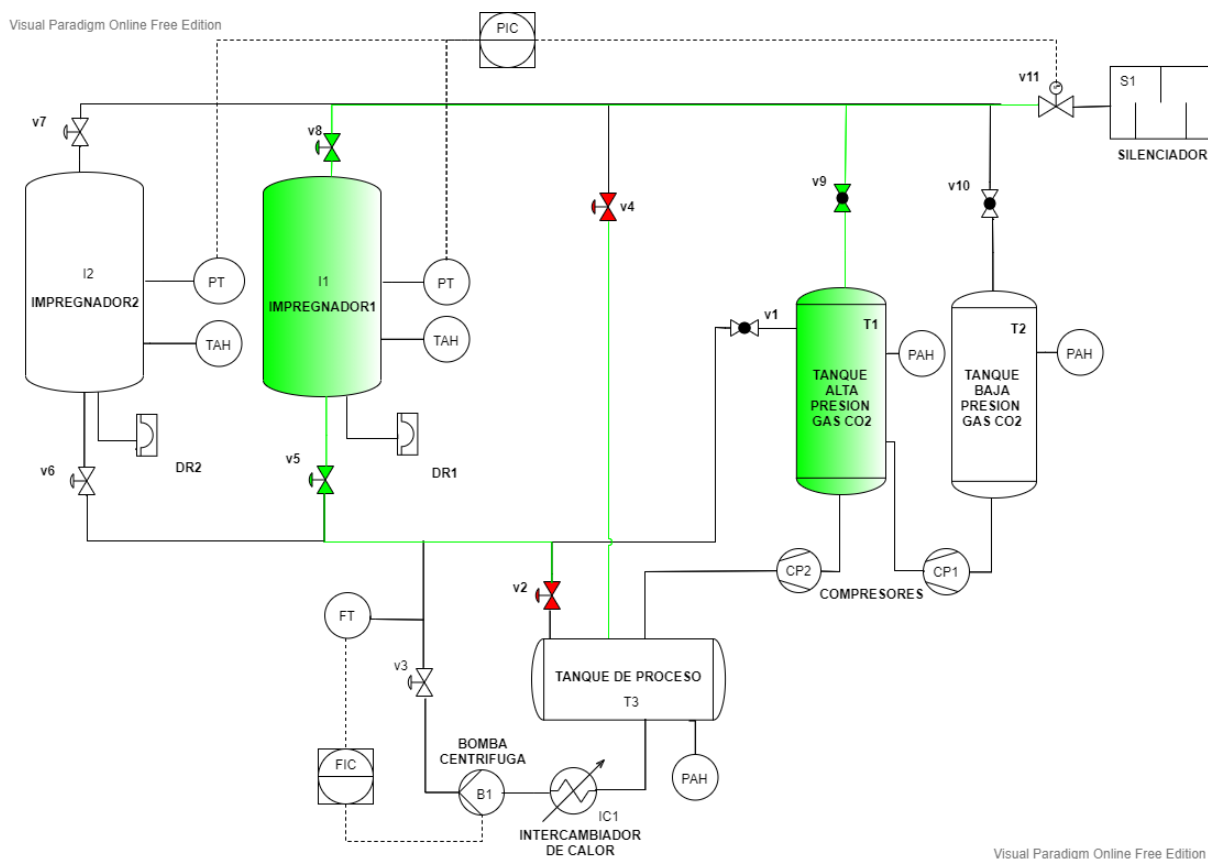 Visual Paradigm Online Free Edition
PIC
v11
S1
SILENCIADOR
v7
v8
v9
v10
v4
I2
IMPREGNADOR2
PT
I1
IMPREGNADOR1
PT
TAH
TAH
v1
T1
TANQUE
ALTA
PRESION
GAS CO2
PAH
T2
TANQUE
BAJA
PRESION
GAS CO2
PAH
DR2
DR1
v6
v5
CP2
CP1
COMPRESORES
v2
FT
v3
TANQUE DE PROCESO
T3
BOMBA
CENTRIFUGA
FIC
B1
PAH
IC1
INTERCAMBIADOR
DE CALOR
Visual Paradigm Online Free Edition